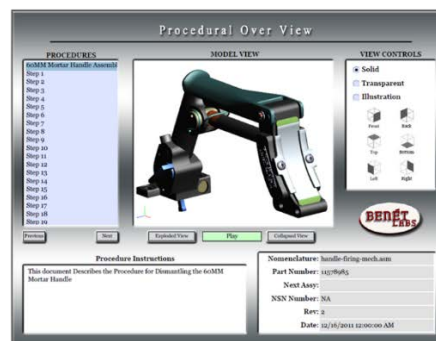 Procedural Over View
PROCEDURES
60MM Mortar Handle Assembl
Step 1
Step 2
Step 3
Step 4
Step 5
Step 6
Step 7
Step 8
Step 9
Step 10
Step 11
Step 12
Step 13
Step 14
Step 15
Step 16
Step 17
Step 18
Step 19
Previous
Next
MODEL VIEW
Exploded View
Play
Collapsed View
VIEW CONTROLS
Solid
Transparent
Illustration
Front
Back
Top
Bottom
Left
Right
BENÉT
LABS
Procedure Instructions
This document Describes the Procedure for Dismantling the 60MM
Mortar Handle
Nomenclature: handle-firing-mech.asm
Part Number: 11578985
Next Assy:
NSN Number: NA
Rev: 2
Date: 12/16/2011 12:00:00 AM